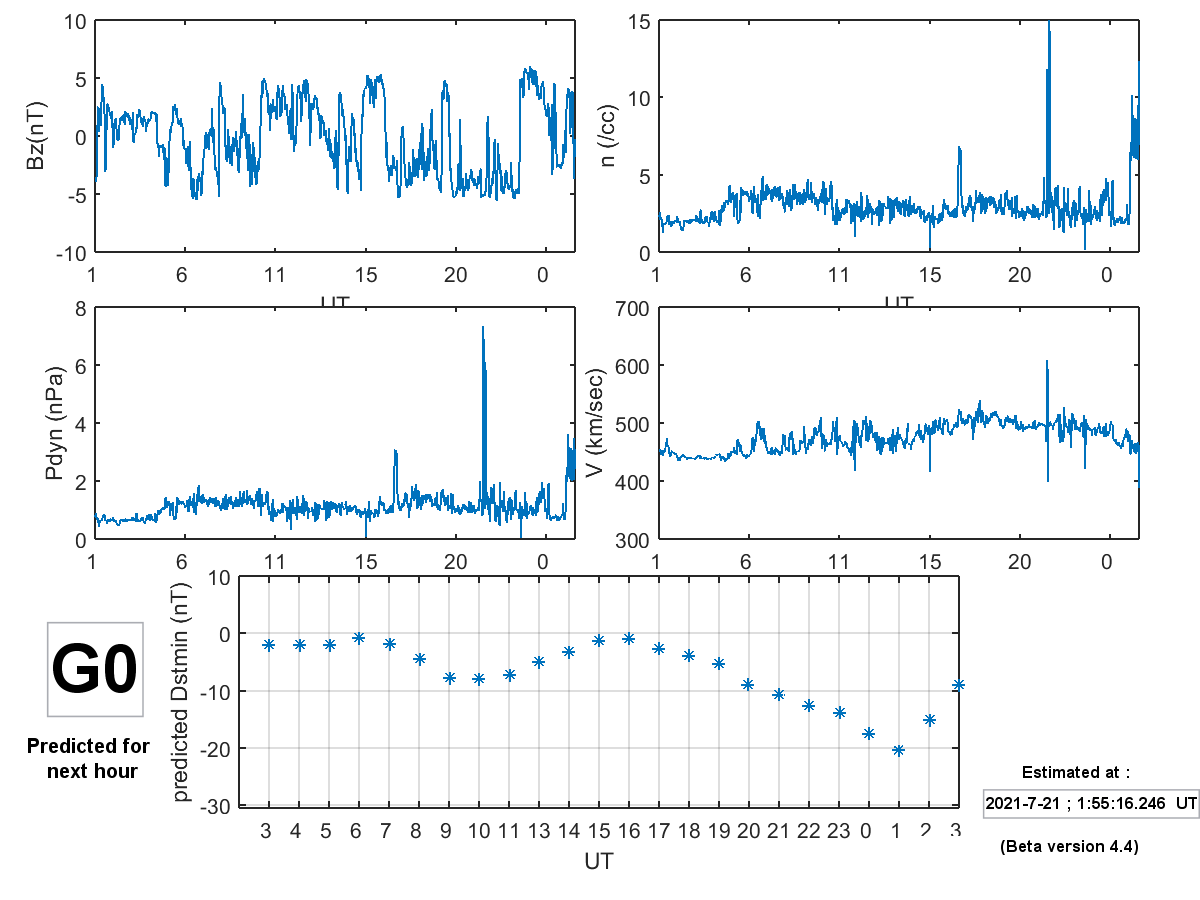 10
5
0
-5
-10
Bz(nT)
1 6 11 15 20 0
UT
15
10
5
0
n (/cc)
1 6 11 15 20 0
UT
8
6
4
2
0
Pdyn (nPa)
1 6 11 15 20 0
700
600
500
400
300
V (km/sec)
1 6 11 15 20 0
10
0
-10
-20
-30
predicted Dstmin (nT)
3 4 5 6 7 8 9 10 11 13 14 15 16 17 18 19 20 21 22 23 0 1 2 3
UT
G0
Predicted for
next hour
Estimated at :
2021-7-21 ; 1:55:16.246 UT
(Beta version 4.4)